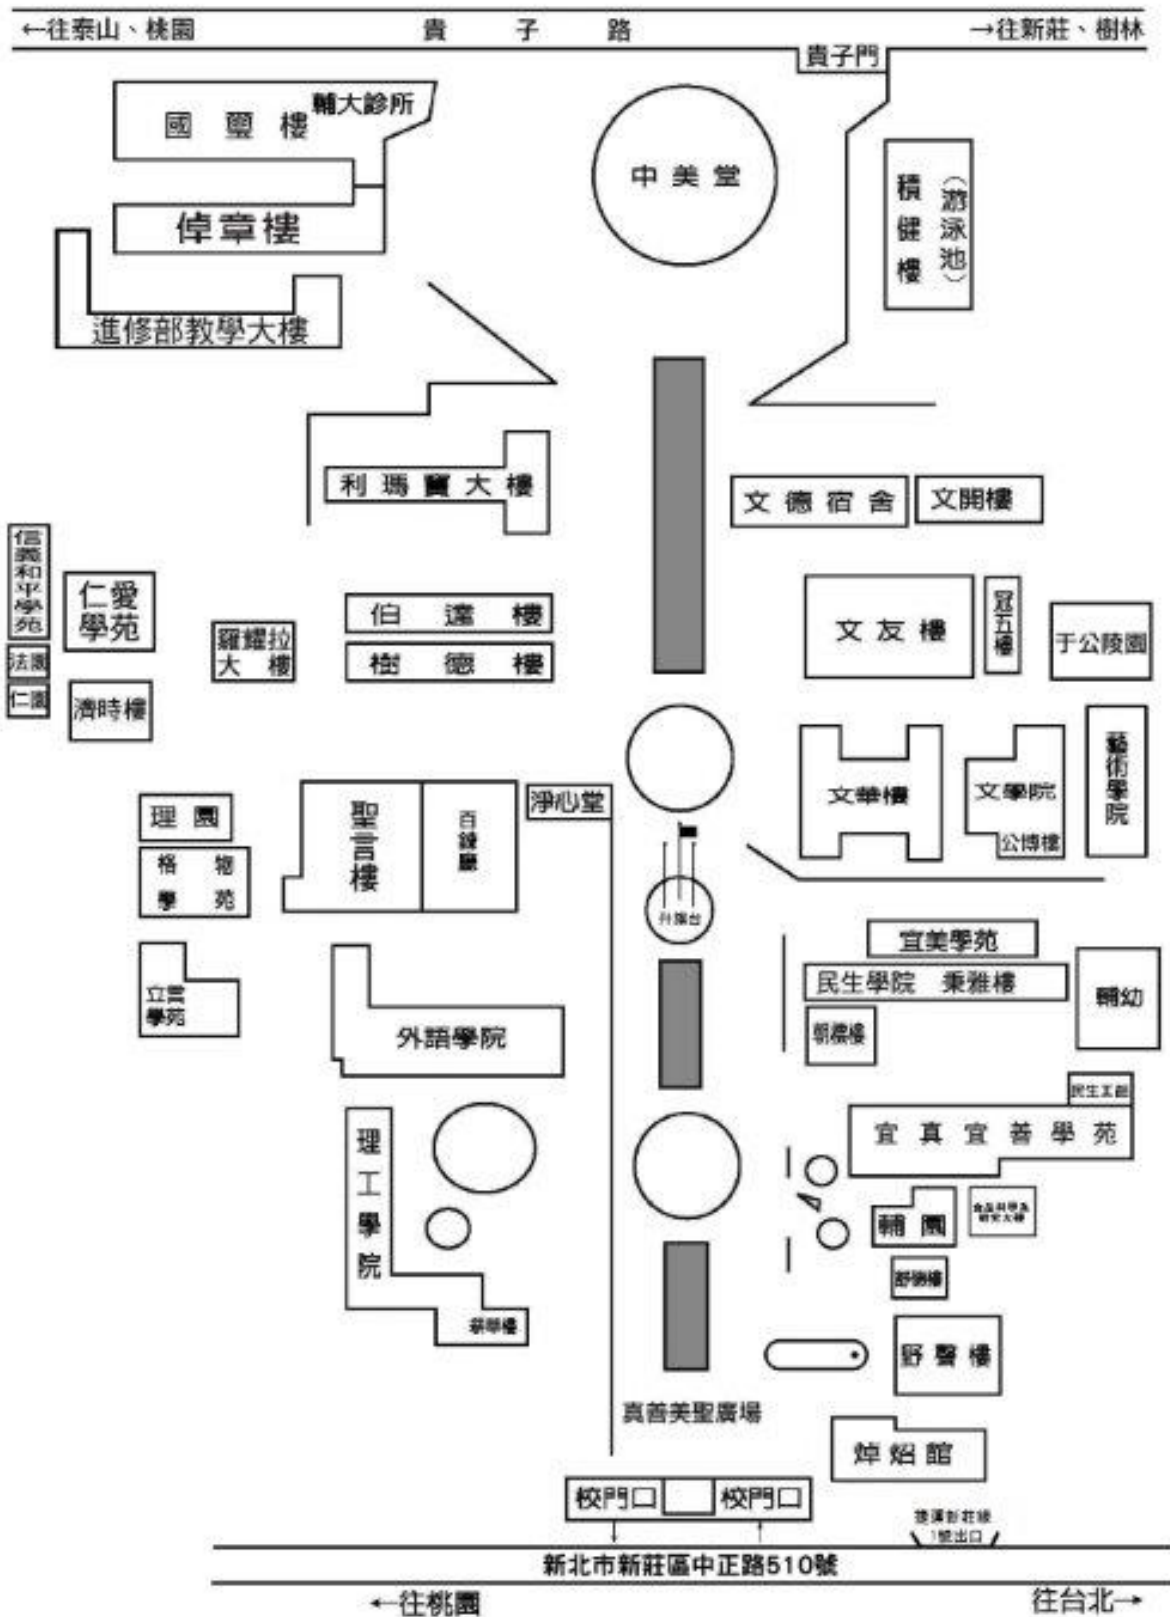 ←往泰山、桃園
貴子路
→往新莊、樹林
貴子門
國璽樓
輔大診所
中美堂
積健樓
（游泳池）
倬章樓
進修部教學大樓
利瑪竇大樓
文德宿舍
文開樓
信義和平學苑
仁愛
學苑
伯達樓
文友樓
冠五樓
于公陵園
羅耀拉
大樓
樹德樓
法園
仁園
濟時樓
藝術學院
淨心堂
文華樓
文學院
公博樓
理園
聖言樓
百鍊廳
格物
學苑
升旗台
宜美學苑
民生學院 秉雅樓
輔幼
立言
學苑
外語學院
朝橒樓
宜真宜善學苑
理工學院
輔園
食品科學及
研究大樓
舒德樓
野聲樓
真善美聖廣場
焯炤館
校門口
校門口
捷運新莊線
1號出口
新北市新莊區中正路510號
←往桃園
往台北→